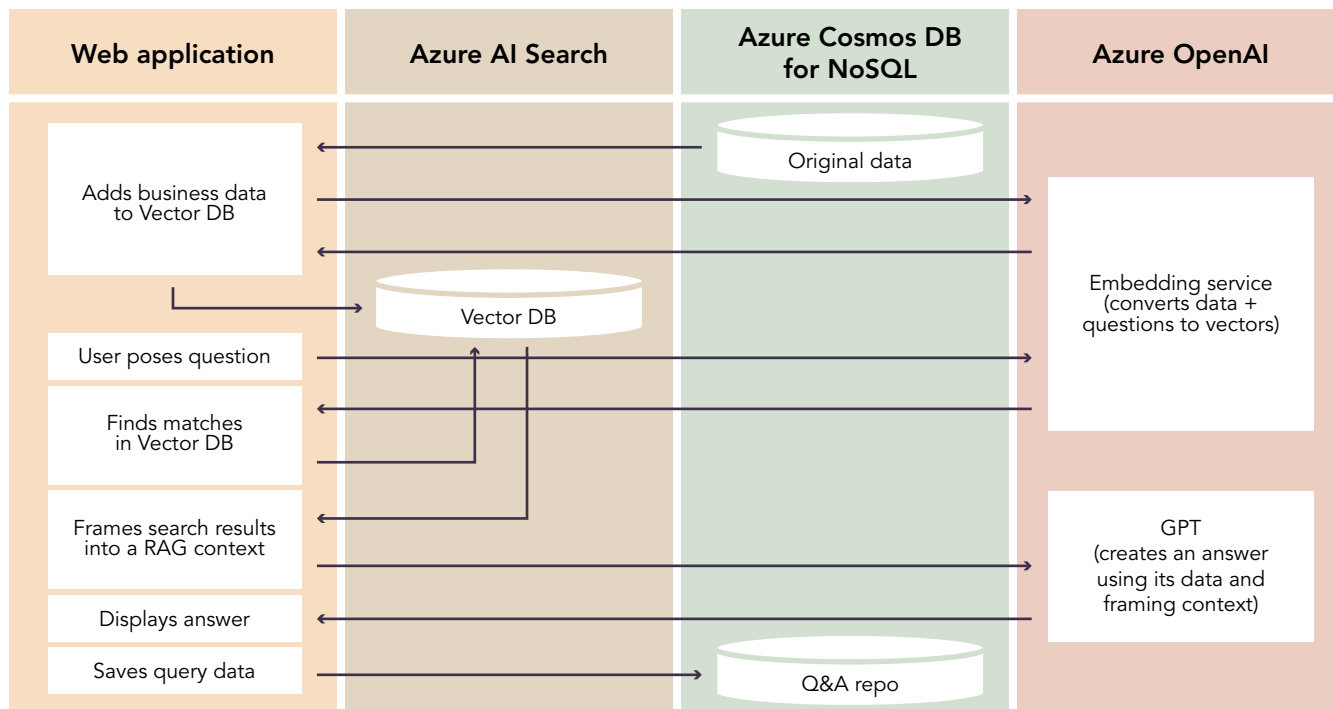 Web application
Azure AI Search
Azure Cosmos DB
for NoSQL
Azure OpenAI
Original data
Adds business data
to Vector DB
Embedding service
(converts data +
questions to vectors)
Vector DB
User poses question
Finds matches
in Vector DB
Frames search results
into a RAG context
GPT
(creates an answer
using its data and
framing context)
Displays answer
Saves query data
Q&A repo